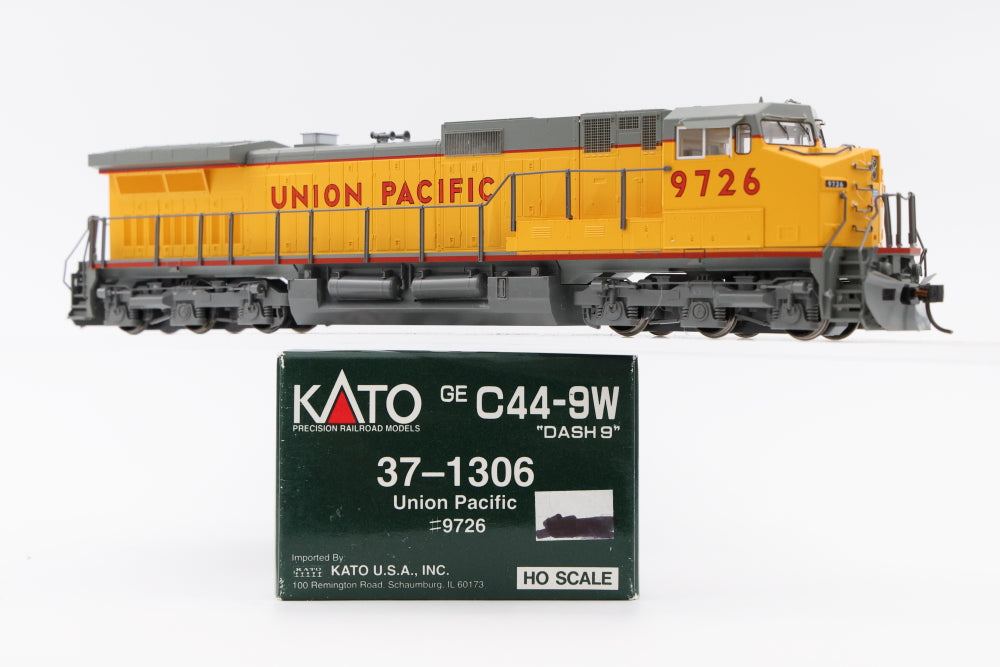 UNION PACIFIC
9726
9726
KATO
PRECISION RAILROAD MODELS
GE C44-9W
"DASH 9"
37-1306
Union Pacific
#9726
Imported By:
KATO
KATO U.S.A., INC.
100 Remington Road. Schaumburg, IL 60173
HO SCALE